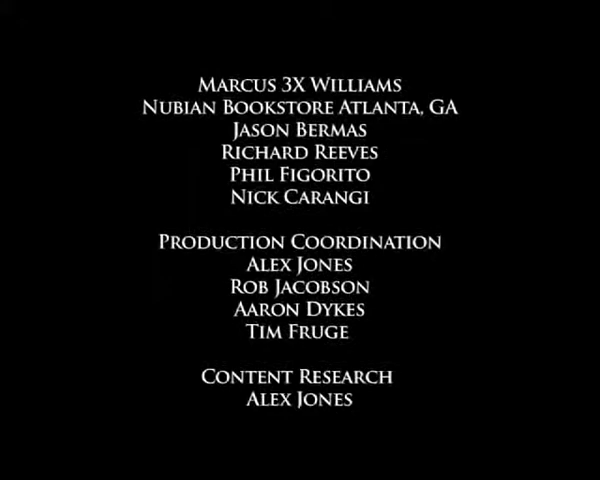 Marcus 3X Williams
Nubian Bookstore Atlanta, GA
Jason Bermas
Richard Reeves
Phil Figorito
Nick Carangi
Production Coordination
Alex Jones
Rob Jacobson
Aaron Dykes
Tim Fruge
Content Research
Alex Jones